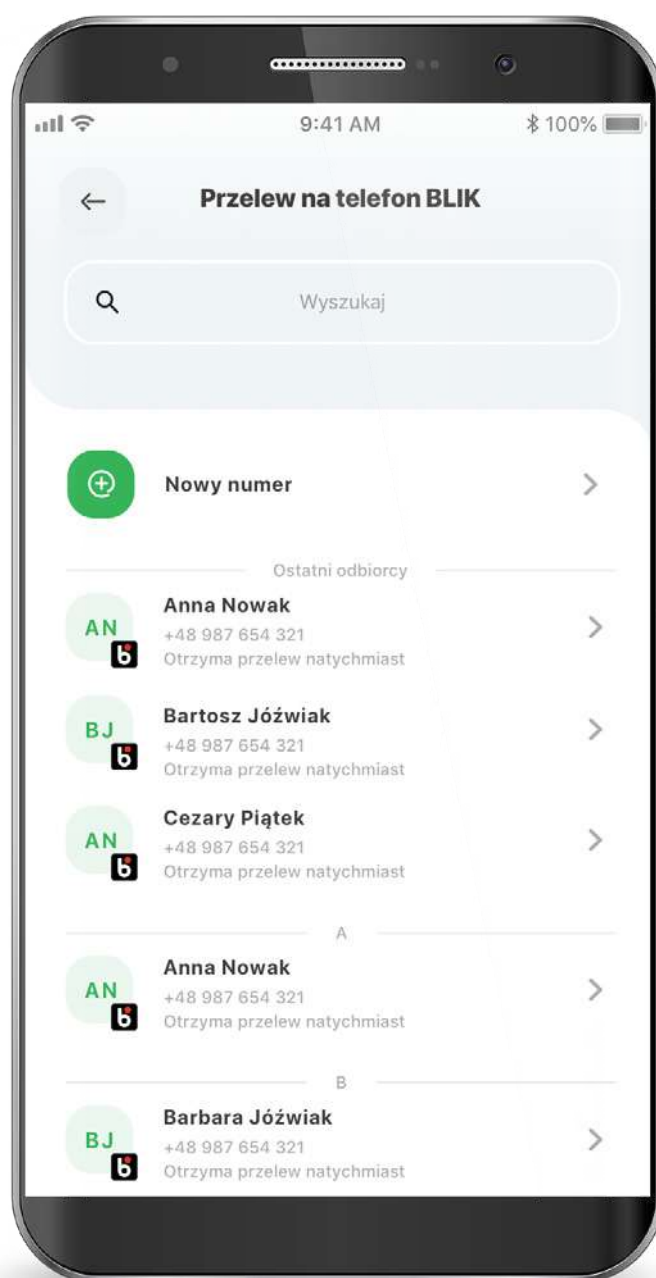 9:41 AM
100%
Przelew na telefon BLIK
Wyszukaj
Nowy numer
Ostatni odbiorcy
AN
Anna Nowak
+48 987 654 321
Otrzyma przelew natychmiast
BJ
Bartosz Jóźwiak
+48 987 654 321
Otrzyma przelew natychmiast
AN
Cezary Piątek
+48 987 654 321
Otrzyma przelew natychmiast
A
AN
Anna Nowak
+48 987 654 321
Otrzyma przelew natychmiast
B
BJ
Barbara Jóźwiak
+48 987 654 321
Otrzyma przelew natychmiast